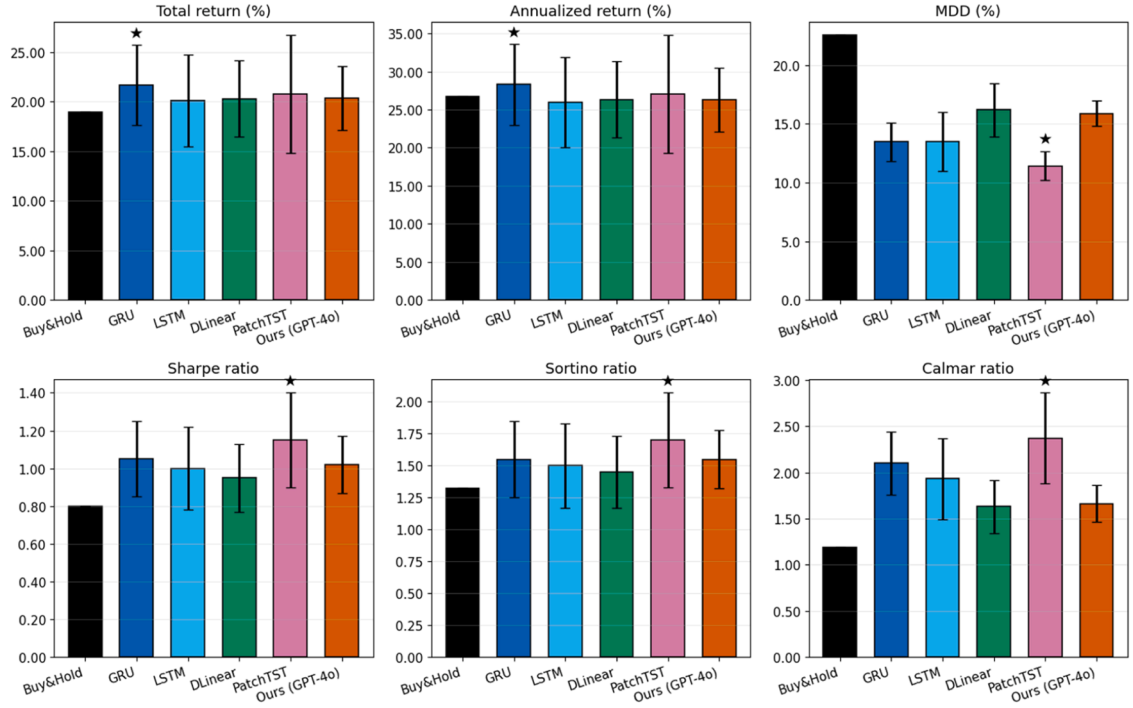 Total return (%)
25.00
20.00
15.00
10.00
5.00
0.00
Buy&Hold
GRU
LSTM
DLinear
PatchTST
Ours (GPT-4o)
Annualized return (%)
35.00
30.00
25.00
20.00
15.00
10.00
5.00
0.00
Buy&Hold
GRU
LSTM
DLinear
PatchTST
Ours (GPT-4o)
MDD (%)
20.0
15.0
10.0
5.0
0.0
Buy&Hold
GRU
LSTM
DLinear
PatchTST
Ours (GPT-4o)
Sharpe ratio
1.40
1.20
1.00
0.80
0.60
0.40
0.20
0.00
Buy&Hold
GRU
LSTM
DLinear
PatchTST
Ours (GPT-4o)
Sortino ratio
2.00
1.75
1.50
1.25
1.00
0.75
0.50
0.25
0.00
Buy&Hold
GRU
LSTM
DLinear
PatchTST
Ours (GPT-4o)
Calmar ratio
3.00
2.50
2.00
1.50
1.00
0.50
0.00
Buy&Hold
GRU
LSTM
DLinear
PatchTST
Ours (GPT-4o)